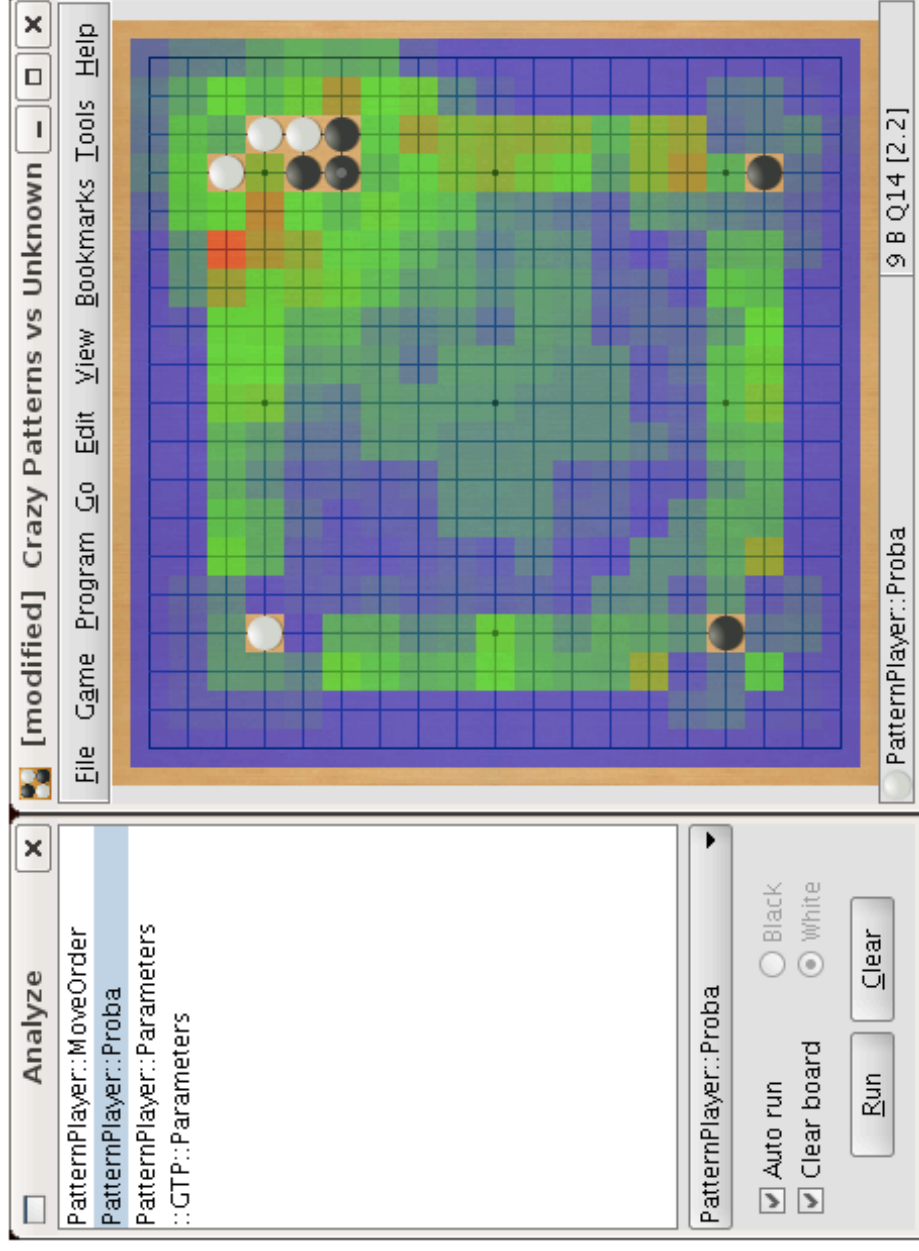 Analyze
PatternPlayer::MoveOrder
PatternPlayer::Proba
PatternPlayer::Parameters
::GTP::Parameters
PatternPlayer::Proba
Auto run
Black
Clear board
White
Run
Clear
[modified] Crazy Patterns vs Unknown
File Game Program Go Edit View Bookmarks Tools Help
PatternPlayer::Proba
9 B Q14 [2.2]